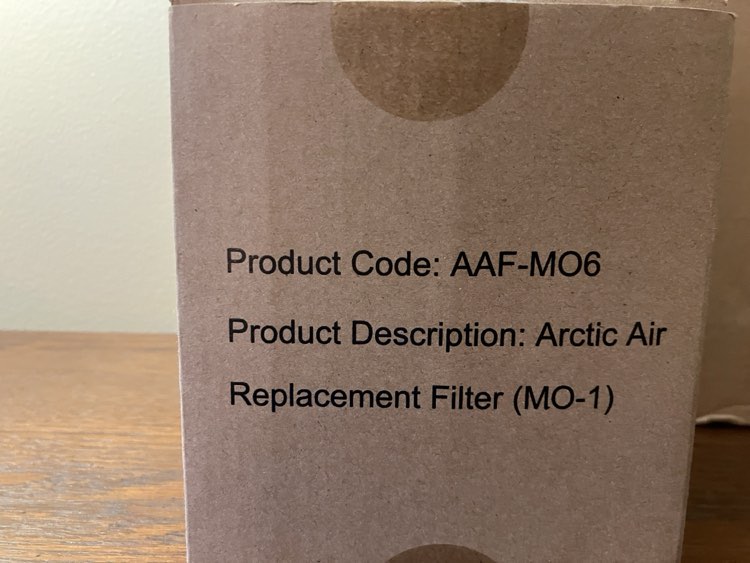 Product Code: AAF-MO6
Product Description: Arctic Air
Replacement Filter (MO-1)